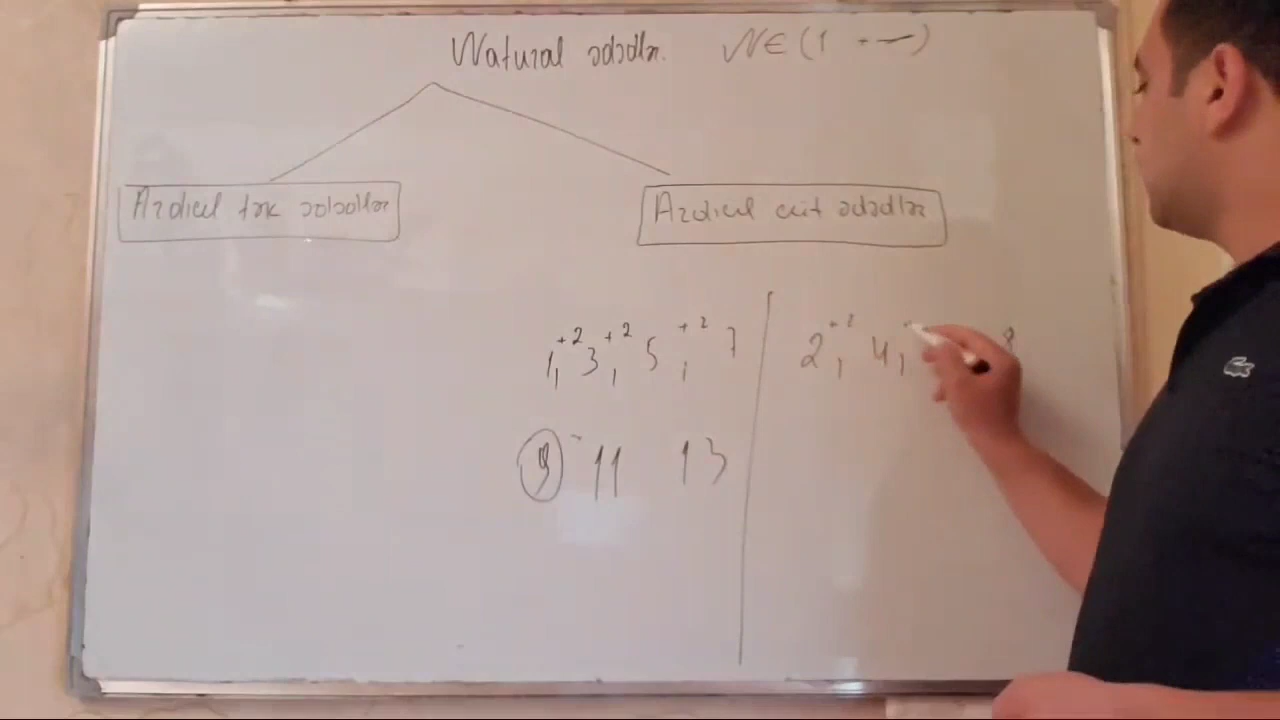 Natural ədədlər. N ∈ (1 +∞)
Ardıcıl tək ədədlər
Ardıcıl cüt ədədlər
+2 +2 +2
1, 3, 5, 7
+2
2, 4, 8
9 11 13